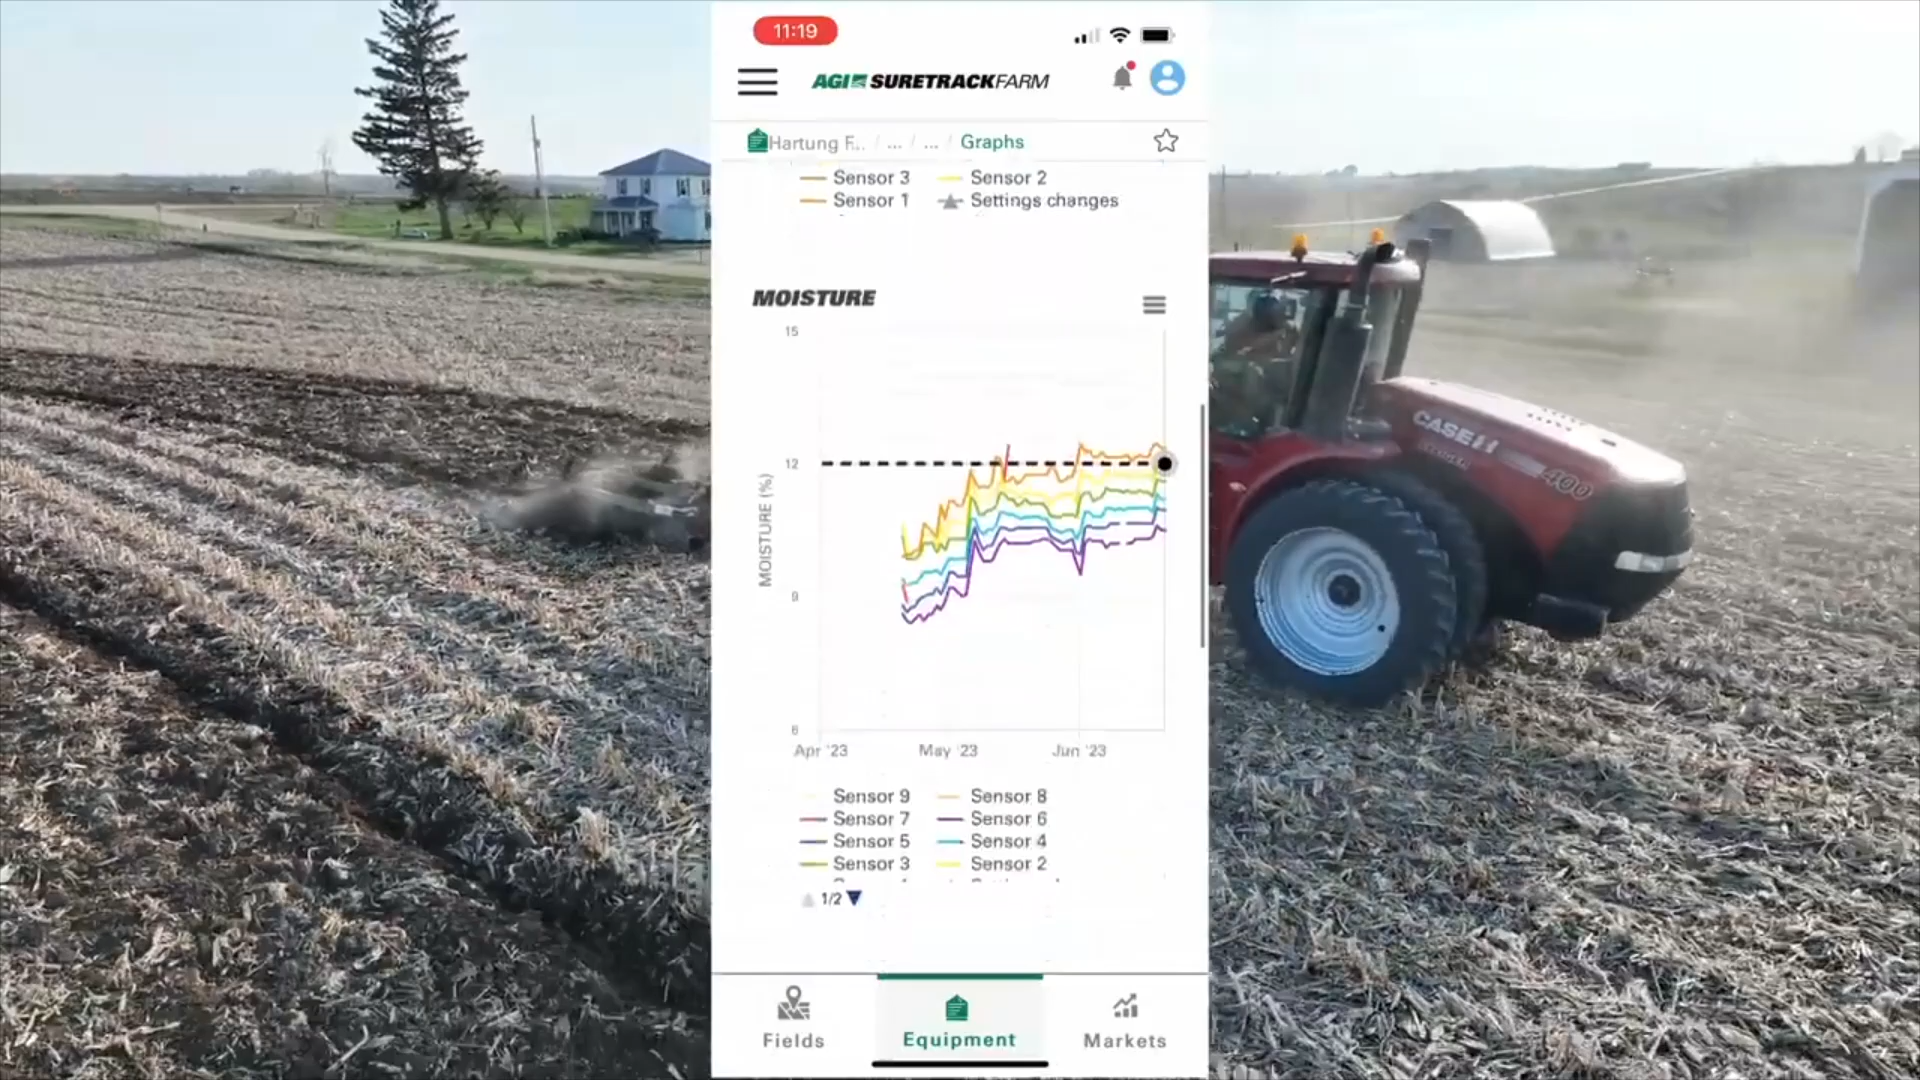 11:19
AGI SURETRACKFARM
Hartung F... / ... / ... / Graphs
Sensor 3 Sensor 2
Sensor 1 Settings changes
MOISTURE
15
12
9
6
MOISTURE (%)
Apr '23 May '23 Jun '23
Sensor 9 Sensor 8
Sensor 7 Sensor 6
Sensor 5 Sensor 4
Sensor 3 Sensor 2
1/2
Fields Equipment Markets
CASE IH
400